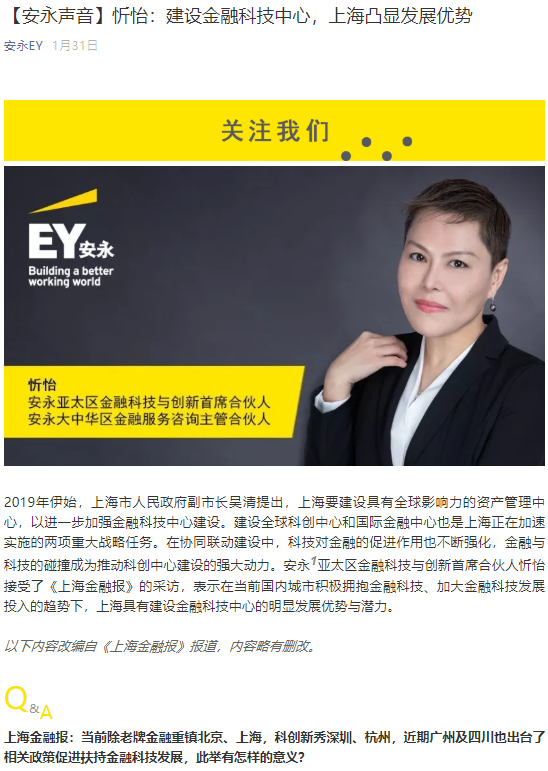 【安永声音】忻怡：建设金融科技中心，上海凸显发展优势
安永EY 1月31日
关注我们
EY安永
Building a better
working world
忻怡
安永亚太区金融科技与创新首席合伙人
安永大中华区金融服务咨询主管合伙人
2019年伊始，上海市人民政府副市长吴清提出，上海要建设具有全球影响力的资产管理中
心，以进一步加强金融科技中心建设。建设全球科创中心和国际金融中心也是上海正在加速
实施的两项重大战略任务。在协同联动建设中，科技对金融的促进作用也不断强化，金融与
科技的碰撞成为推动科创中心建设的强大动力。安永1亚太区金融科技与创新首席合伙人忻怡
接受了《上海金融报》的采访，表示在当前国内城市积极拥抱金融科技、加大金融科技发展
投入的趋势下，上海具有建设金融科技中心的明显发展优势与潜力。
以下内容改编自《上海金融报》报道，内容略有删改。
Q&A
上海金融报：当前除老牌金融重镇北京、上海，科创新秀深圳、杭州，近期广州及四川也出台了
相关政策促进扶持金融科技发展，此举有怎样的意义？